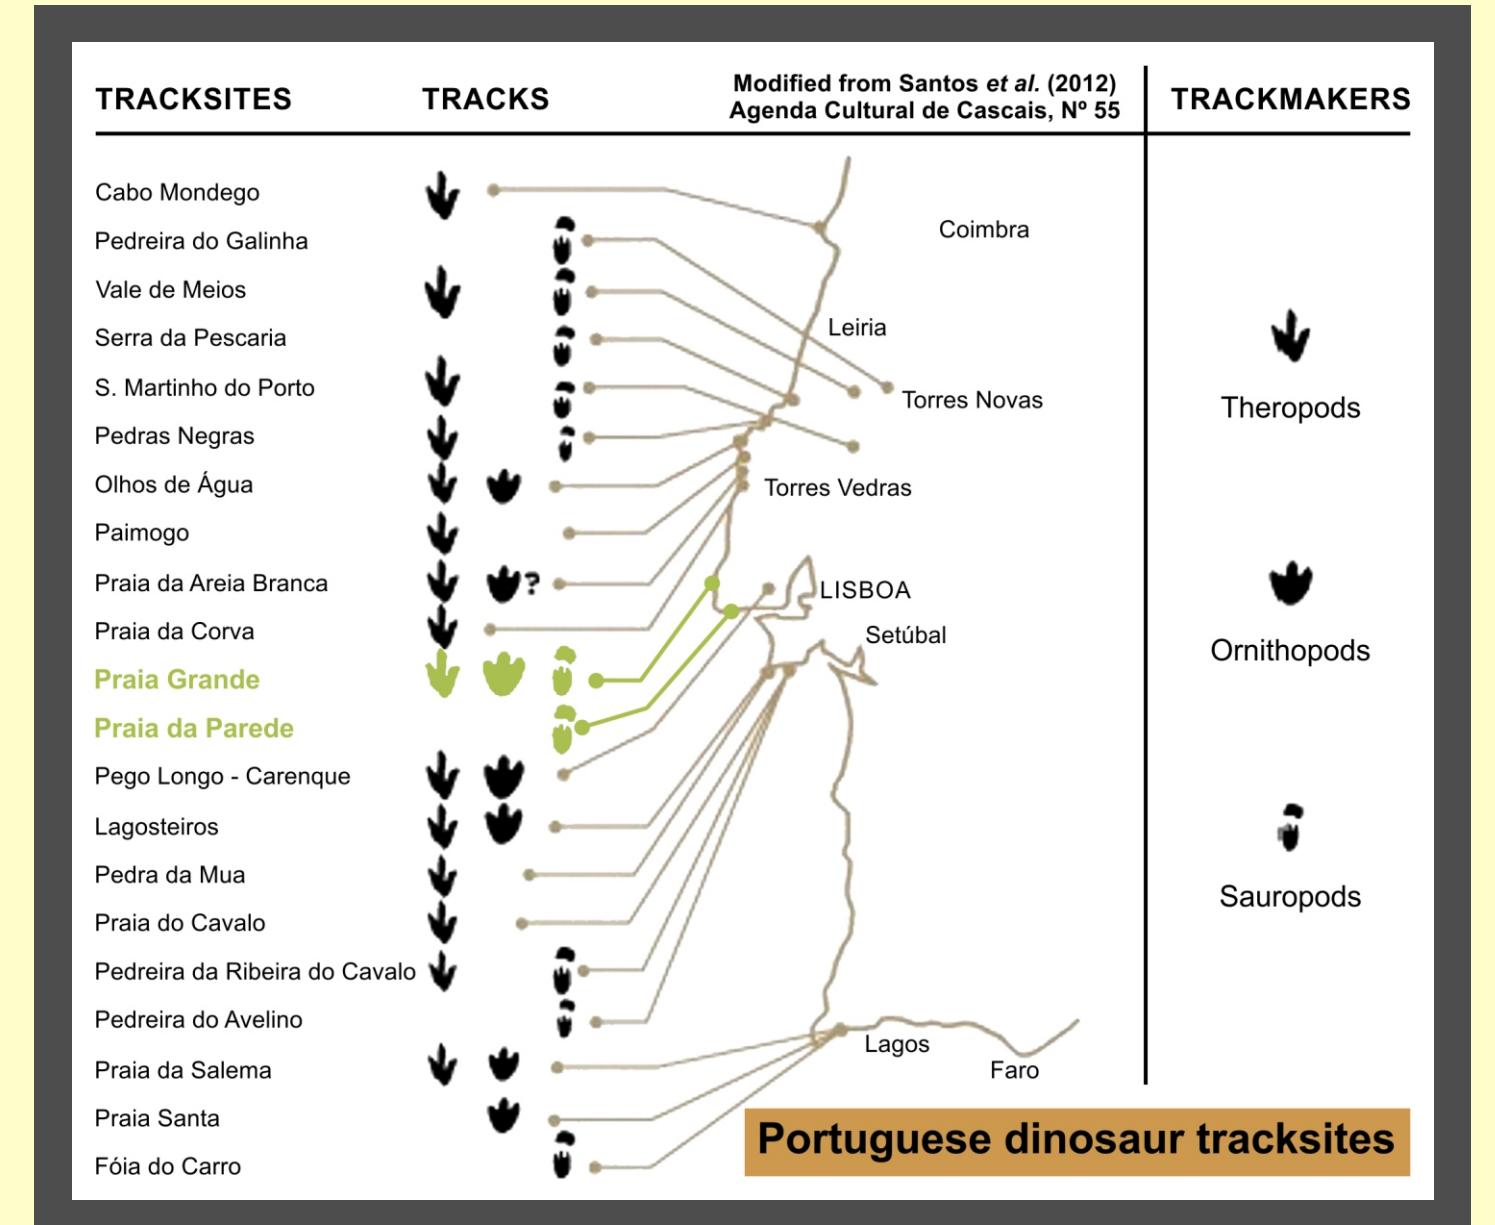 TRACKSITES
TRACKS
Modified from Santos et al. (2012)
Agenda Cultural de Cascais, Nº 55
TRACKMAKERS
Cabo Mondego
Pedreira do Galinha
Vale de Meios
Serra da Pescaria
S. Martinho do Porto
Pedras Negras
Olhos de Água
Paimogo
Praia da Areia Branca
?
Praia da Corva
Praia Grande
Praia da Parede
Pego Longo - Carenque
Lagosteiros
Pedra da Mua
Praia do Cavalo
Pedreira da Ribeira do Cavalo
Pedreira do Avelino
Praia da Salema
Praia Santa
Fóia do Carro
Coimbra
Leiria
Torres Novas
Torres Vedras
LISBOA
Setúbal
Lagos
Faro
Theropods
Ornithopods
Sauropods
Portuguese dinosaur tracksites